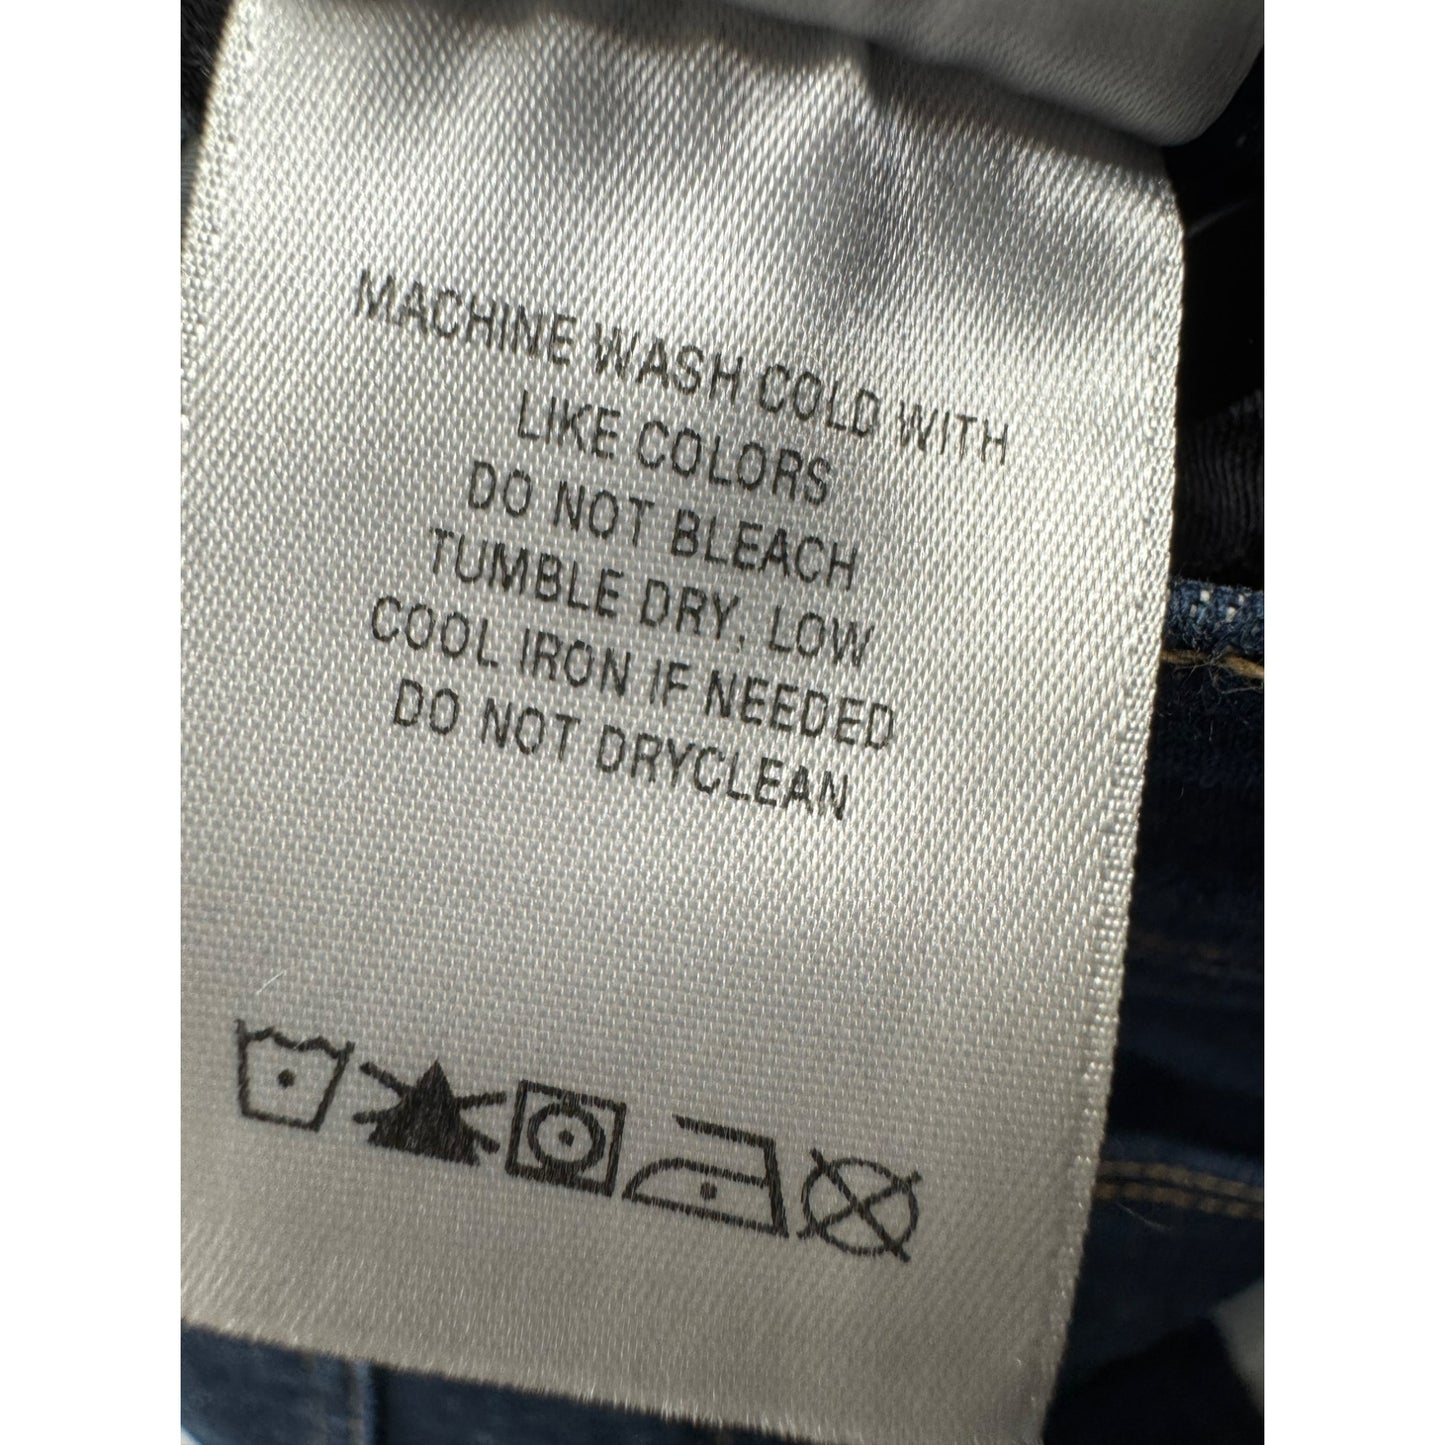 MACHINE WASH COLD WITH
LIKE COLORS
DO NOT BLEACH
TUMBLE DRY, LOW
COOL IRON IF NEEDED
DO NOT DRYCLEAN